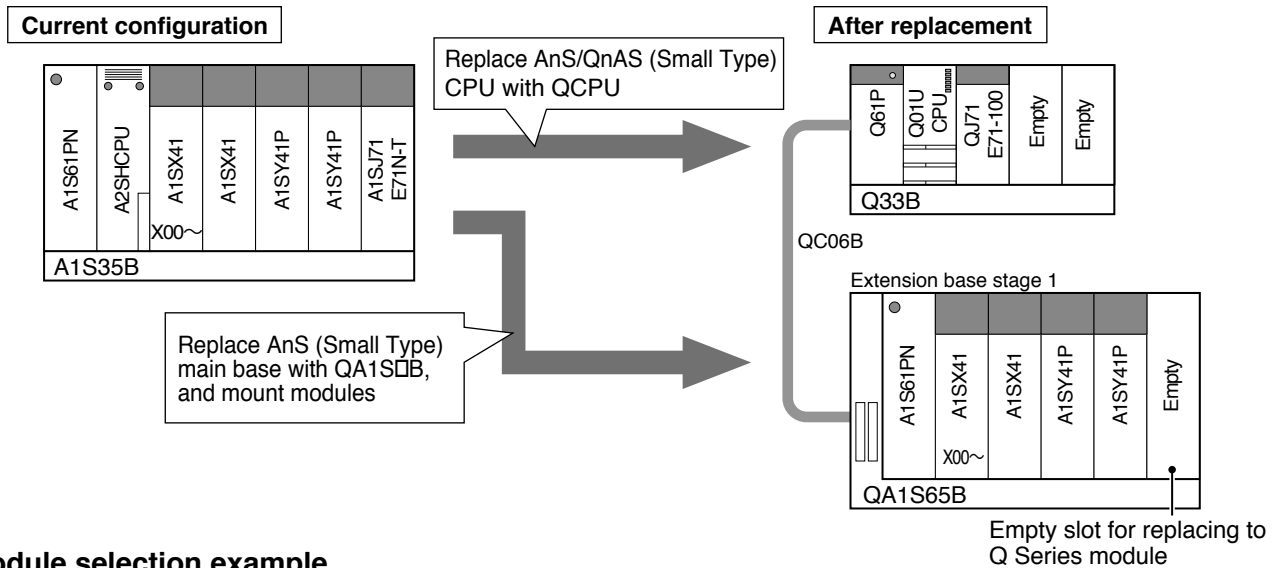 Current configuration
After replacement
Replace AnS/QnAS (Small Type)
CPU with QCPU
A1S61PN
A2SHCPU
A1SX41
X00~
A1SX41
A1SY41P
A1SY41P
A1SJ71
E71N-T
A1S35B
Q61P
Q01U
CPU
QJ71
E71-100
Empty
Empty
Q33B
QC06B
Replace AnS (Small Type)
main base with QA1S□B,
and mount modules
Extension base stage 1
A1S61PN
A1SX41
X00~
A1SX41
A1SY41P
A1SY41P
Empty
QA1S65B
Empty slot for replacing to
Q Series module
odule selection example